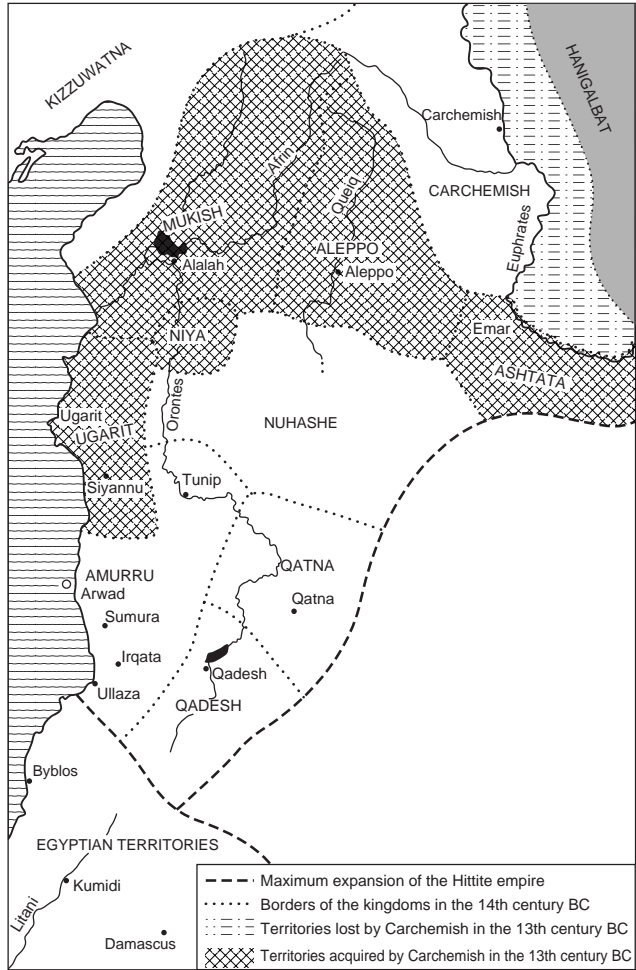 KIZZUWATNA
HANIGALBAT
Carchemish
CARCHEMISH
Afrin
Queiq
Euphrates
MUKISH
Alalah
ALEPPO
Aleppo
Emar
ASHTATA
NIYA
Orontes
NUHASHE
Ugarit
UGARIT
Siyannu
Tunip
QATNA
Qatna
AMURRU
Arwad
Sumura
Irqata
Ullaza
Qadesh
QADESH
Byblos
EGYPTIAN TERRITORIES
Kumidi
Litani
Damascus
Maximum expansion of the Hittite empire
Borders of the kingdoms in the 14th century BC
Territories lost by Carchemish in the 13th century BC
Territories acquired by Carchemish in the 13th century BC